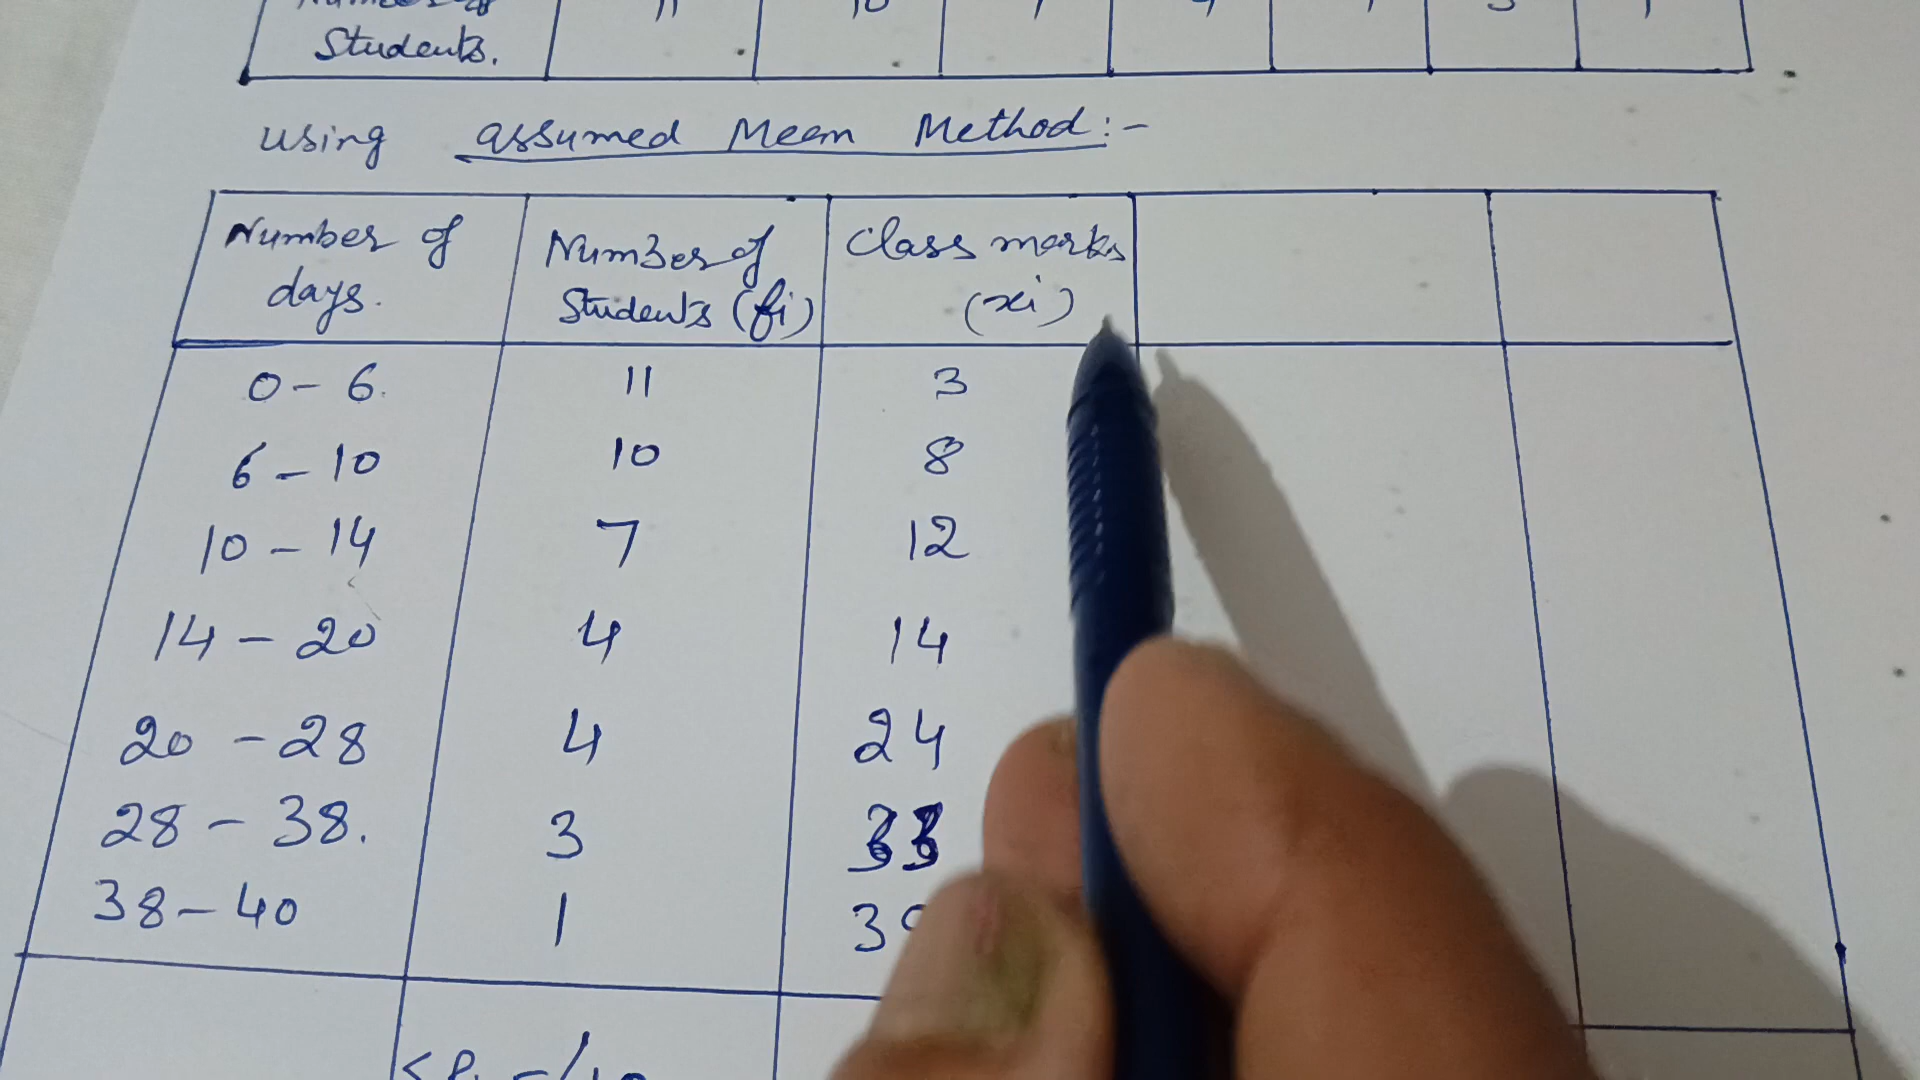 Students.
using assumed Mean Method:-
Number of days. Number of Students (fi) Class marks (xi)
0-6. 11 3
6-10 10 8
10-14 7 12
14-20 4 14
20-28 4 24
28-38. 3 33
38-40 1